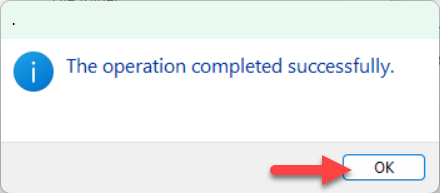 .
The operation completed successfully.
OK